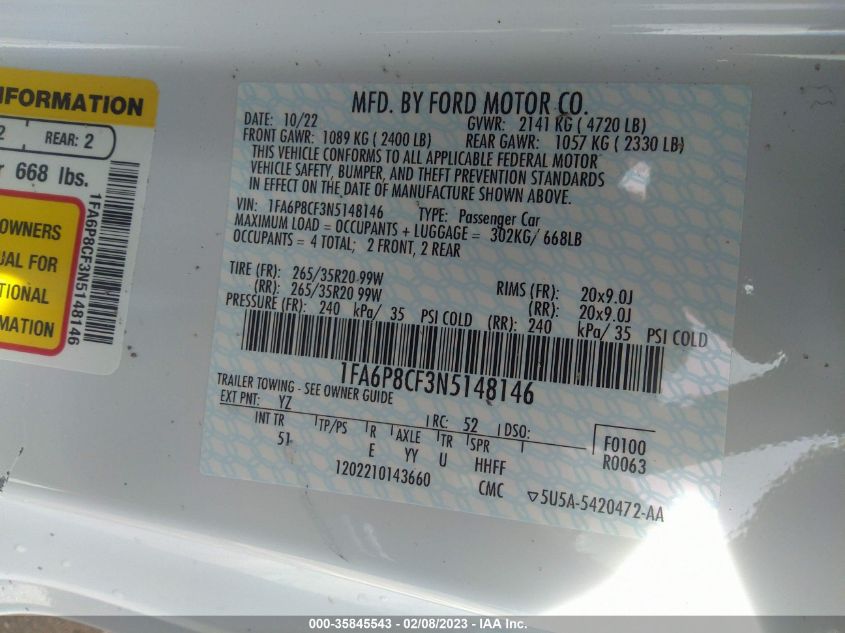 INFORMATION
2 REAR: 2
668 lbs.
OWNERS
UAL FOR
TIONAL
MATION
1FA6P8CF3N5148146
MFD. BY FORD MOTOR CO.
DATE: 10/22 GVWR: 2141 KG ( 4720 LB)
FRONT GAWR: 1089 KG ( 2400 LB) REAR GAWR: 1057 KG ( 2330 LB)
THIS VEHICLE CONFORMS TO ALL APPLICABLE FEDERAL MOTOR
VEHICLE SAFETY, BUMPER, AND THEFT PREVENTION STANDARDS
IN EFFECT ON THE DATE OF MANUFACTURE SHOWN ABOVE.
VIN: 1FA6P8CF3N5148146 TYPE: Passenger Car
MAXIMUM LOAD = OCCUPANTS + LUGGAGE = 302KG/ 668LB
OCCUPANTS = 4 TOTAL; 2 FRONT, 2 REAR
TIRE (FR): 265/35R20 99W RIMS (FR): 20x9.0J
(RR): 265/35R20 99W (RR): 20x9.0J
PRESSURE (FR): 240 kPa/ 35 PSI COLD (RR): 240 kPa/ 35 PSI COLD
1FA6P8CF3N5148146
TRAILER TOWING - SEE OWNER GUIDE
EXT PNT: YZ RC: 52 DSO: F0100
INT TR TP/PS R AXLE TR SPR R0063
51 E YY U HHFF
1202210143660 CMC ▽5U5A-5420472-AA
000-35845543 | 02/08/2023 | IAA Inc.